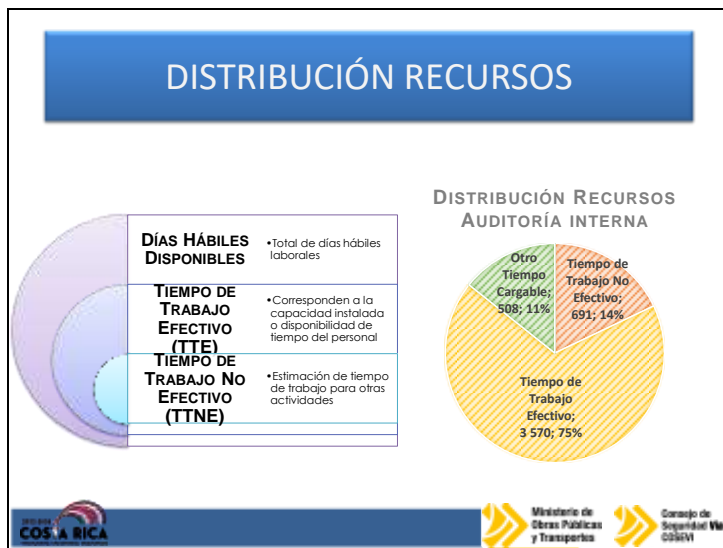 DISTRIBUCIÓN RECURSOS
DÍAS HÁBILES
DISPONIBLES
•Total de días hábiles
laborales
TIEMPO DE
TRABAJO
EFECTIVO
(TTE)
•Corresponden a la
capacidad instalada
o disponibilidad de
tiempo del personal
TIEMPO DE
TRABAJO NO
EFECTIVO
(TTNE)
•Estimación de tiempo
de trabajo para otras
actividades
DISTRIBUCIÓN RECURSOS
AUDITORÍA INTERNA
Otro
Tiempo
Cargable;
508; 11%
Tiempo de
Trabajo No
Efectivo;
691; 14%
Tiempo de
Trabajo
Efectivo;
3 570; 75%
COSTA RICA
Ministerio de
Obras Públicas
y Transportes
Consejo de
Seguridad Vial
COSEVI